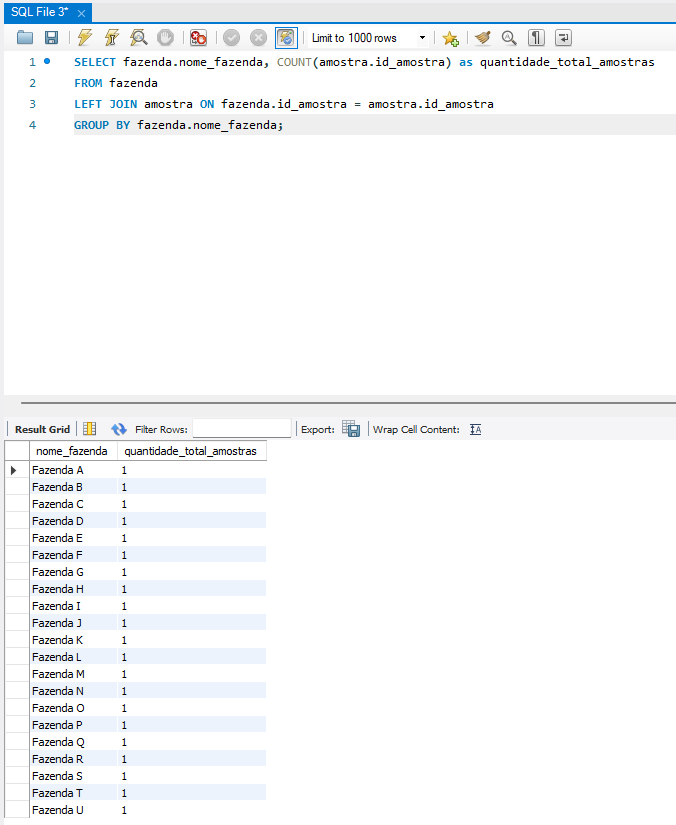 SQL File 3*
Limit to 1000 rows
1 SELECT fazenda.nome_fazenda, COUNT(amostra.id_amostra) as quantidade_total_amostras
2 FROM fazenda
3 LEFT JOIN amostra ON fazenda.id_amostra = amostra.id_amostra
4 GROUP BY fazenda.nome_fazenda;
Result Grid Filter Rows: Export: Wrap Cell Content:
nome_fazenda quantidade_total_amostras
Fazenda A 1
Fazenda B 1
Fazenda C 1
Fazenda D 1
Fazenda E 1
Fazenda F 1
Fazenda G 1
Fazenda H 1
Fazenda I 1
Fazenda J 1
Fazenda K 1
Fazenda L 1
Fazenda M 1
Fazenda N 1
Fazenda O 1
Fazenda P 1
Fazenda Q 1
Fazenda R 1
Fazenda S 1
Fazenda T 1
Fazenda U 1